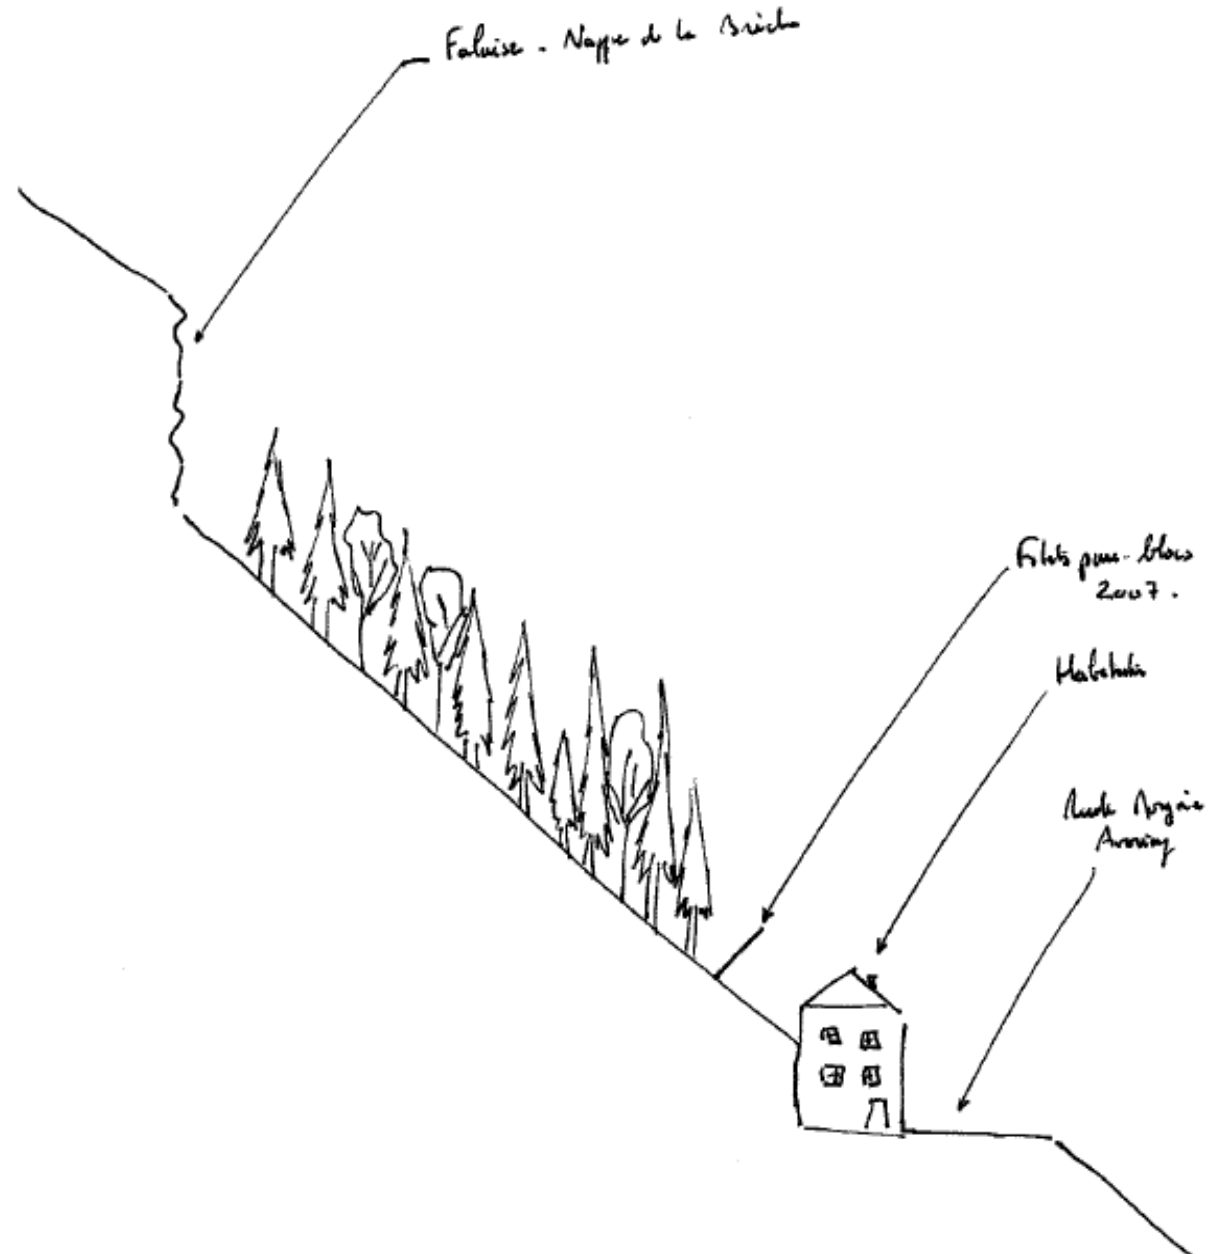 Falaise - Nappe de la Brèche
Filets pare-blocs
2007.
Habitation
Route Morzine
Avoriaz